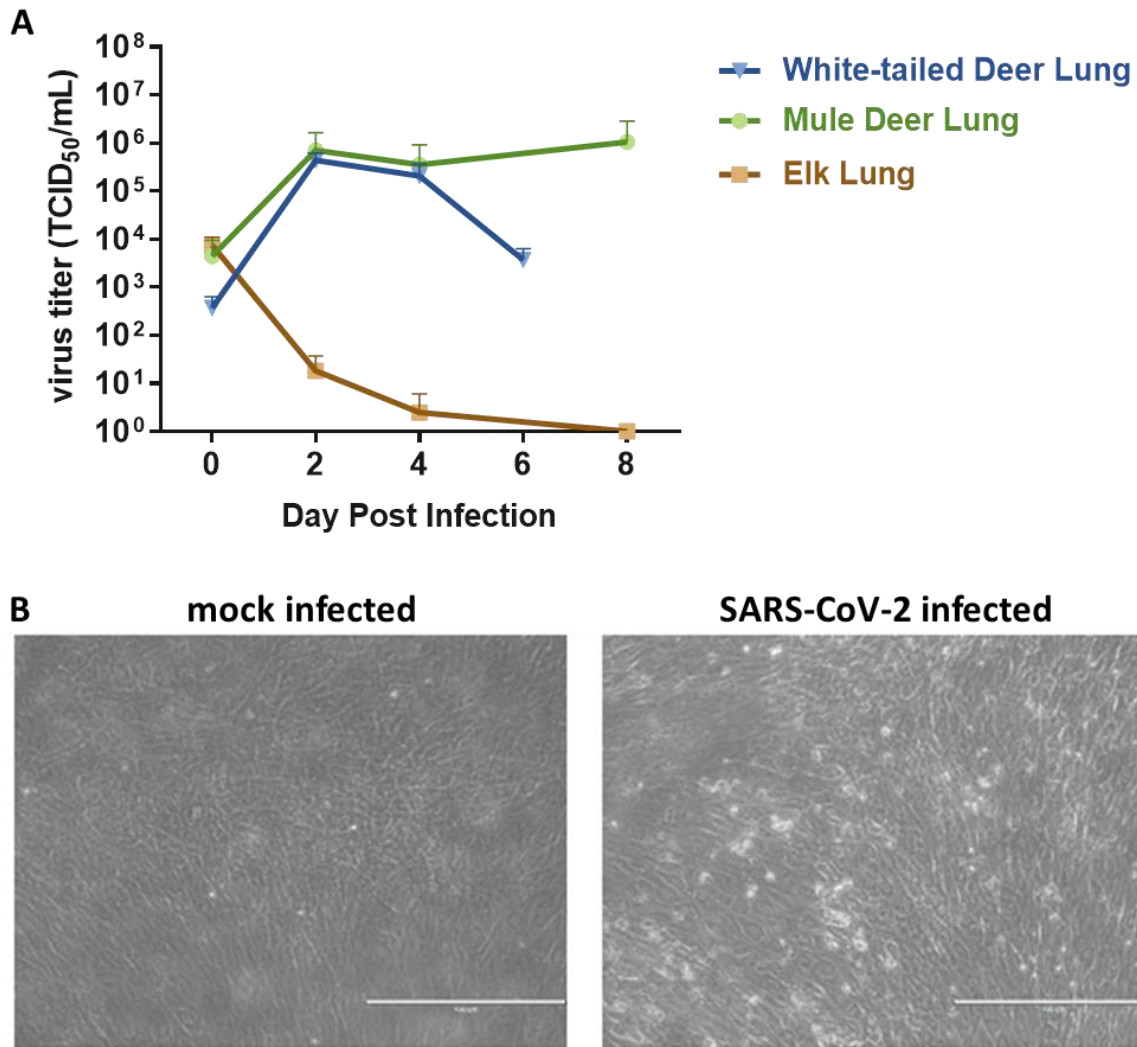 A
virus titer (TCID50/mL)
10^8
10^7
10^6
10^5
10^4
10^3
10^2
10^1
10^0
0 2 4 6 8
Day Post Infection
White-tailed Deer Lung
Mule Deer Lung
Elk Lung
B
mock infected
SARS-CoV-2 infected